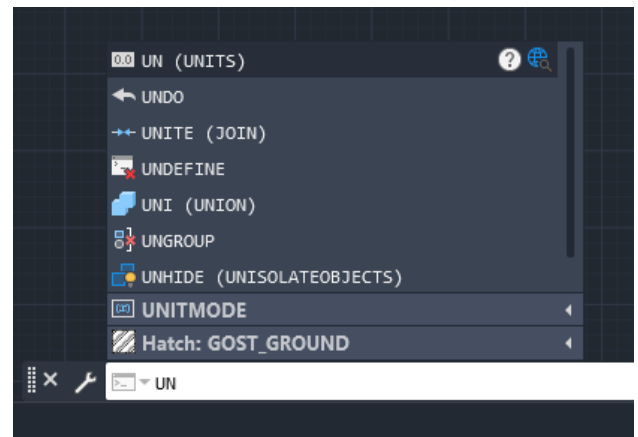 0.0 UN (UNITS)
UNDO
UNITE (JOIN)
UNDEFINE
UNI (UNION)
UNGROUP
UNHIDE (UNISOLATEOBJECTS)
UNITMODE
Hatch: GOST_GROUND
UN